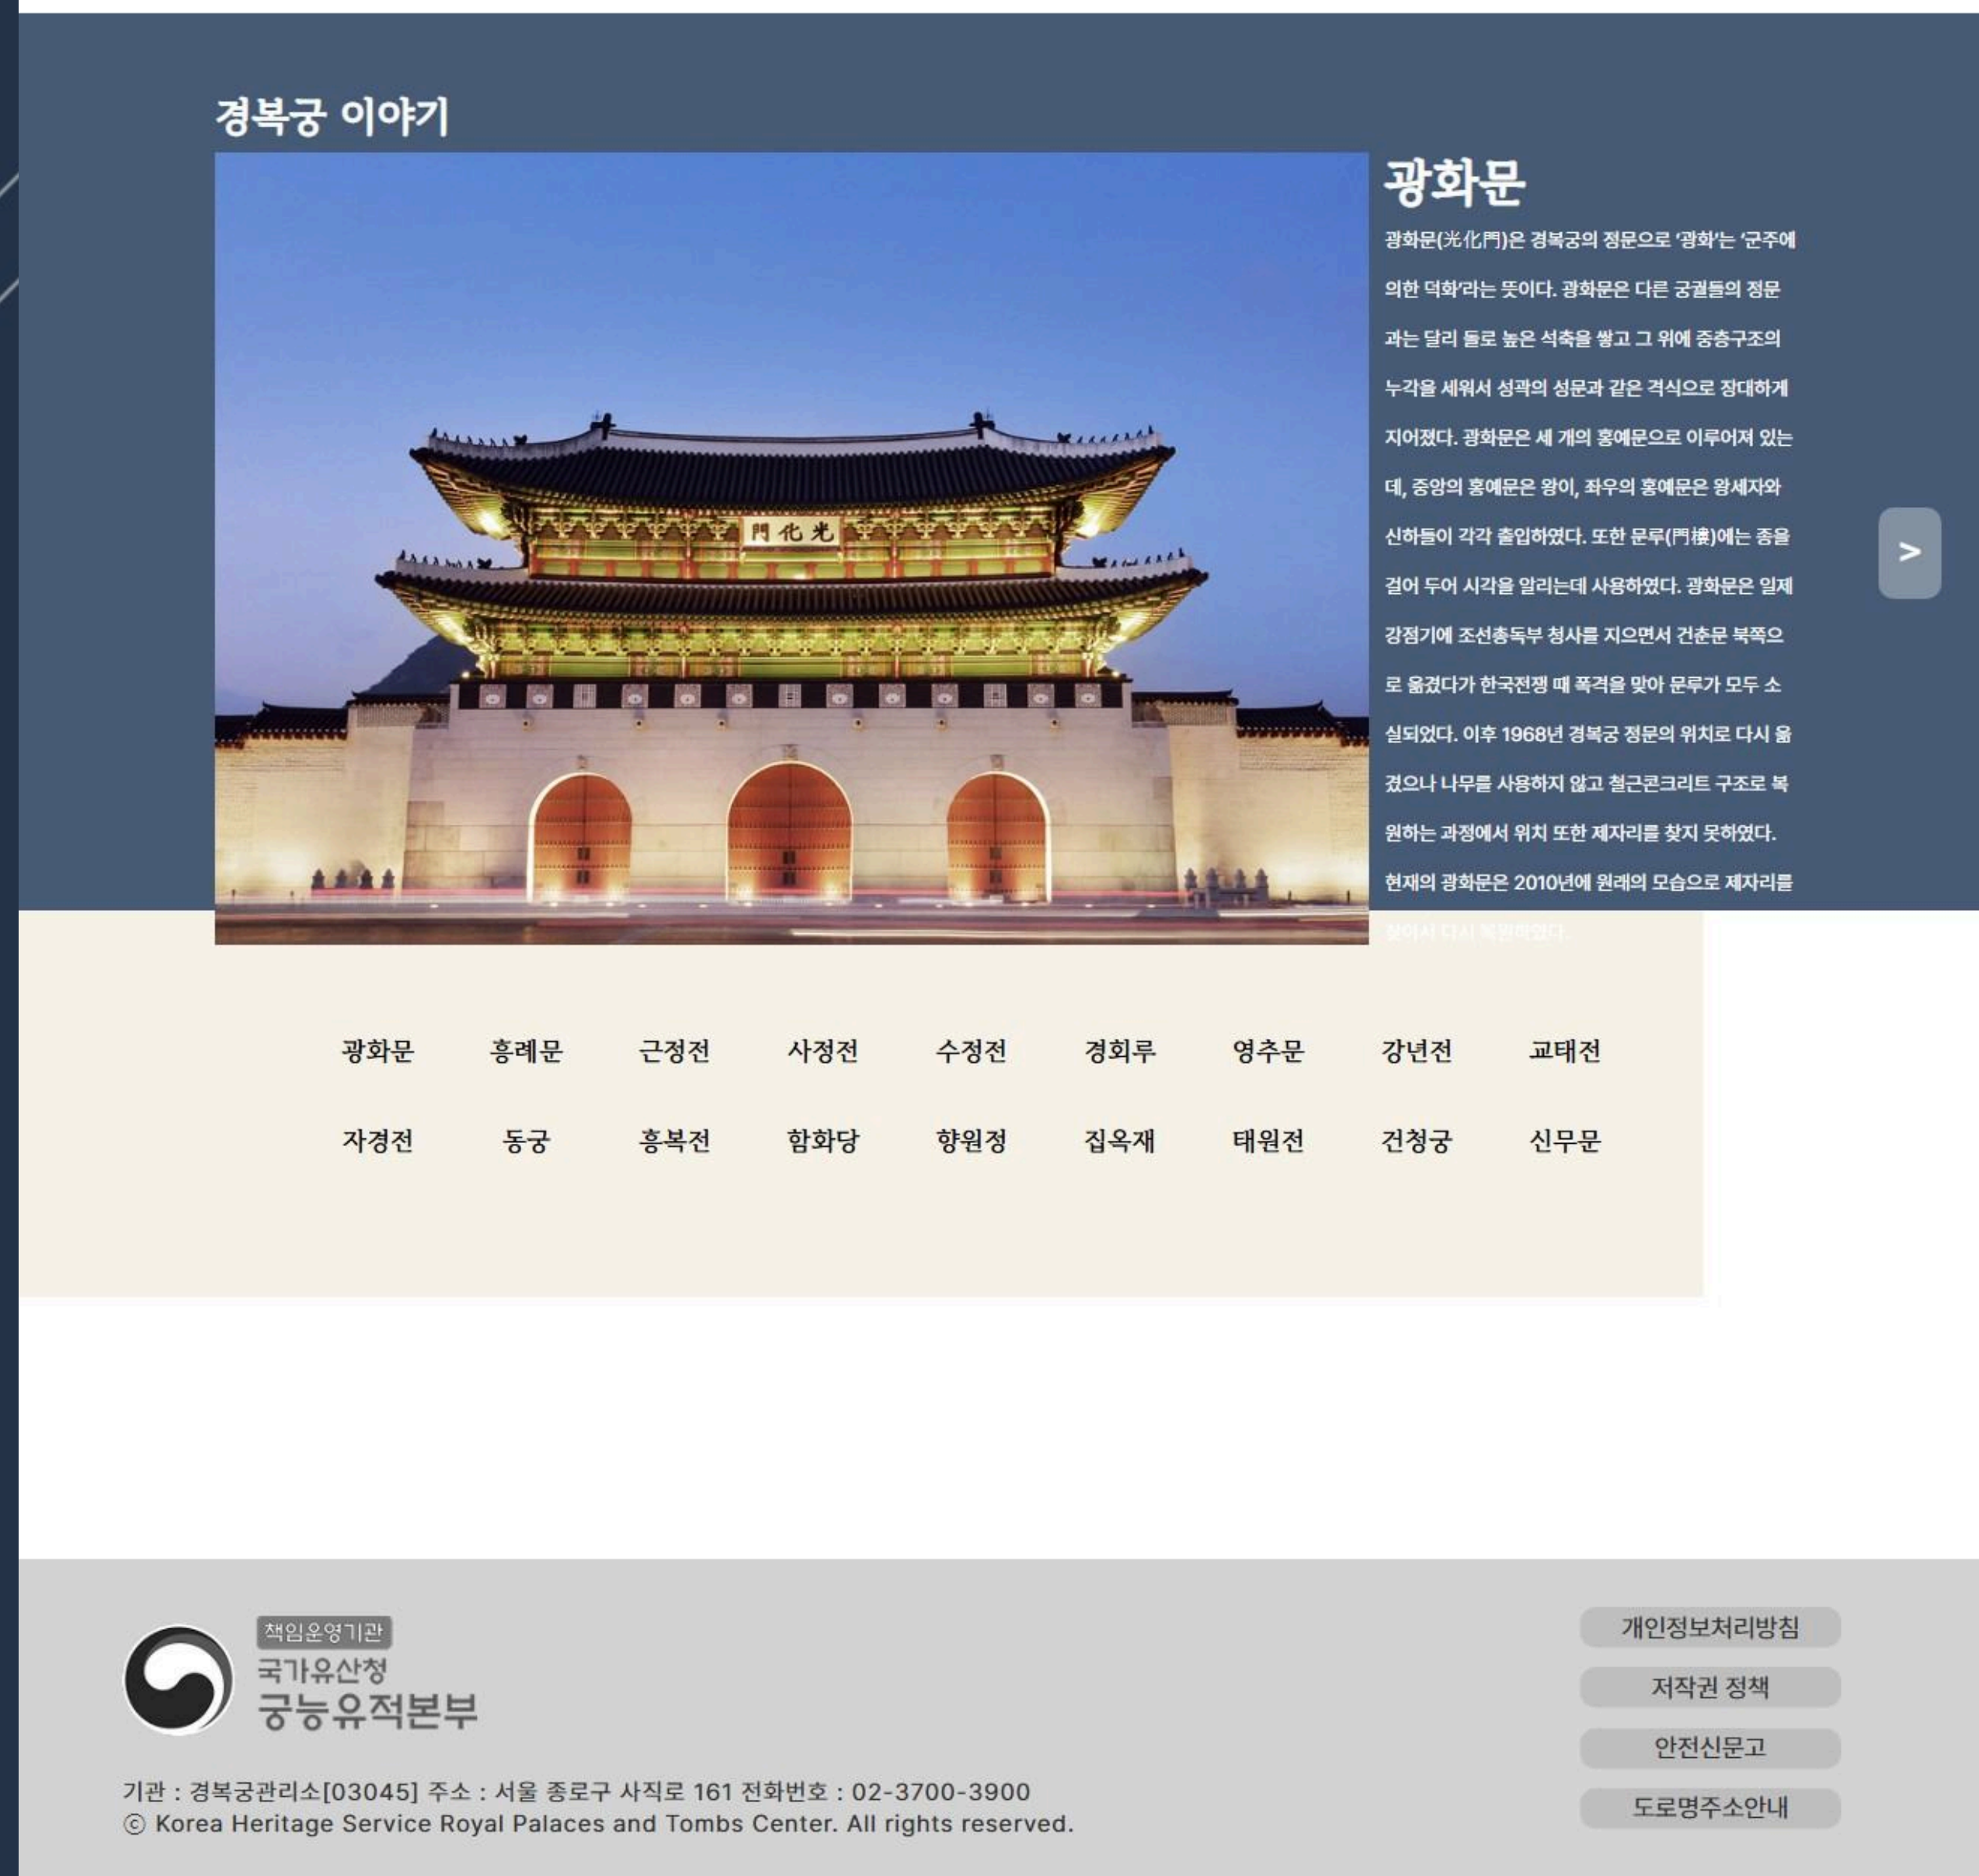 경복궁 이야기
門化光
광화문
광화문(光化門)은 경복궁의 정문으로 ‘광화’는 ‘군주에
의한 덕화’라는 뜻이다. 광화문은 다른 궁궐들의 정문
과는 달리 돌로 높은 석축을 쌓고 그 위에 중층구조의
누각을 세워서 성곽의 성문과 같은 격식으로 장대하게
지어졌다. 광화문은 세 개의 홍예문으로 이루어져 있는
데, 중앙의 홍예문은 왕이, 좌우의 홍예문은 왕세자와
신하들이 각각 출입하였다. 또한 문루(門樓)에는 종을
걸어 두어 시각을 알리는데 사용하였다. 광화문은 일제
강점기에 조선총독부 청사를 지으면서 건춘문 북쪽으
로 옮겼다가 한국전쟁 때 폭격을 맞아 문루가 모두 소
실되었다. 이후 1968년 경복궁 정문의 위치로 다시 옮
겼으나 나무를 사용하지 않고 철근콘크리트 구조로 복
원하는 과정에서 위치 또한 제자리를 찾지 못하였다.
현재의 광화문은 2010년에 원래의 모습으로 제자리를
찾아서 다시 복원하였다.
>
광화문 흥례문 근정전 사정전 수정전 경회루 영추문 강년전 교태전
자경전 동궁 흥복전 함화당 향원정 집옥재 태원전 건청궁 신무문
책임운영기관
국가유산청
궁능유적본부
기관 : 경복궁관리소[03045] 주소 : 서울 종로구 사직로 161 전화번호 : 02-3700-3900
ⓒ Korea Heritage Service Royal Palaces and Tombs Center. All rights reserved.
개인정보처리방침
저작권 정책
안전신문고
도로명주소안내